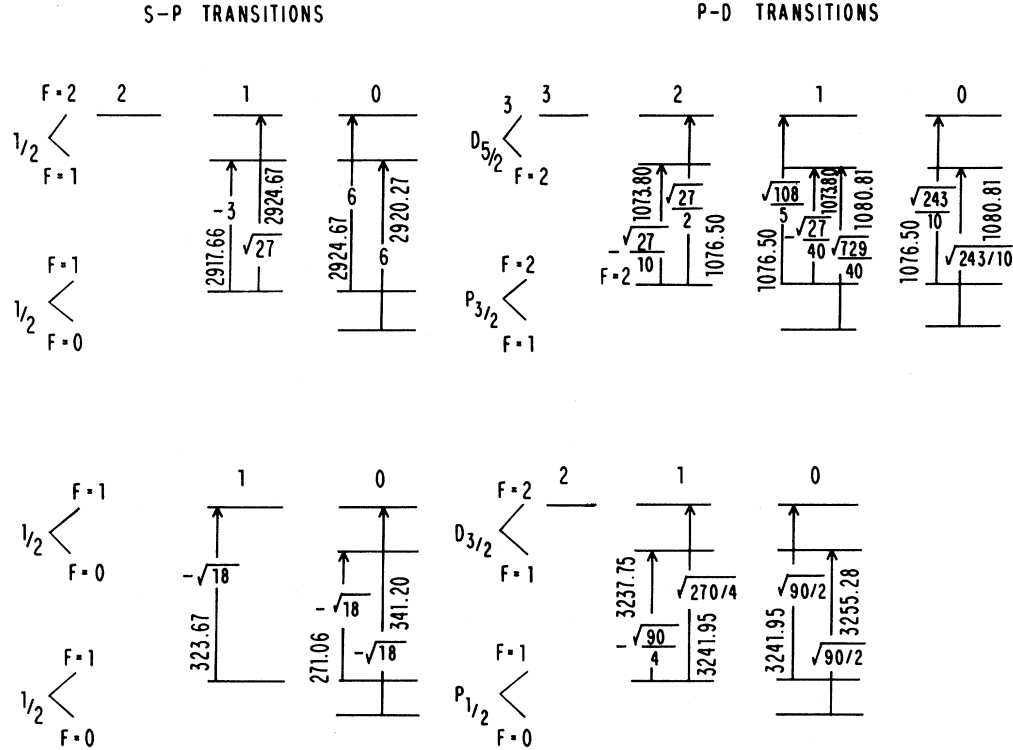 S-P TRANSITIONS
P-D TRANSITIONS
F=2 2 1 0
1/2
F=1
-3
2917.66
√27
2924.67
6
2924.67
6
2920.27
F=1
1/2
F=0
3 3 2 1 0
D5/2
F=2
-√27/10
1073.80
√27/2
1076.50
√108/5
1076.50
-√27/40
1073.80
√729/40
1080.81
√243/10
1076.50
√243/10
1080.81
F=2
F=2
P3/2
F=1
F=1 1 0
1/2
F=0
-√18
323.67
-√18
271.06
-√18
341.20
F=1
1/2
F=0
F=2 2 1 0
D3/2
F=1
-√90/4
3237.75
√270/4
3241.95
√90/2
3241.95
√90/2
3255.28
F=1
P1/2
F=0